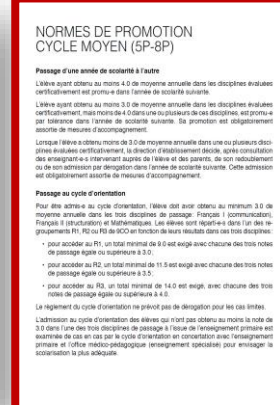 NORMES DE PROMOTION
CYCLE MOYEN (5P-8P)
Passage d'une année de scolarité à l'autre
L'élève ayant obtenu au moins 4.0 de moyenne annuelle dans les disciplines évaluées
certificativement est promu-e dans l'année de scolarité suivante.
L'élève ayant obtenu au moins 3.0 de moyenne annuelle dans les disciplines évaluées
certificativement, mais moins de 4.0 dans une ou plusieurs de ces disciplines, est promu-e
par tolérance dans l'année de scolarité suivante. Sa promotion est obligatoirement
assortie de mesures d'accompagnement.
Lorsque l'élève a obtenu moins de 3.0 de moyenne annuelle dans une ou plusieurs disci-
plines évaluées certificativement, la direction d'établissement décide, après consultation
des enseignant-e-s intervenant auprès de l'élève et des parents, de son redoublement
ou de son admission par dérogation dans l'année de scolarité suivante. Cette admission
est obligatoirement assortie de mesures d'accompagnement.
Passage au cycle d'orientation
Pour être admis-e au cycle d'orientation, l'élève doit avoir obtenu au minimum 3.0 de
moyenne annuelle dans les trois disciplines de passage: Français I (communication),
Français II (structuration) et Mathématiques. Les élèves sont réparti-e-s dans l'un des re-
groupements R1, R2 ou R3 de 9CO en fonction de leurs résultats dans ces trois disciplines :
• pour accéder au R1, un total minimal de 9.0 est exigé avec chacune des trois notes
de passage égale ou supérieure à 3.0 ;
• pour accéder au R2, un total minimal de 11.5 est exigé avec chacune des trois notes
de passage égale ou supérieure à 3.5 ;
• pour accéder au R3, un total minimal de 14.0 est exigé, avec chacune des trois
notes de passage égale ou supérieure à 4.0.
Le règlement du cycle d'orientation ne prévoit pas de dérogation pour les cas limites.
L'admission au cycle d'orientation des élèves qui n'ont pas obtenu au moins la note de
3.0 dans l'une des trois disciplines de passage à l'issue de l'enseignement primaire est
examinée de cas en cas par le cycle d'orientation en concertation avec l'enseignement
primaire et l'office médico-pédagogique (enseignement spécialisé) pour envisager la
scolarisation la plus adéquate.